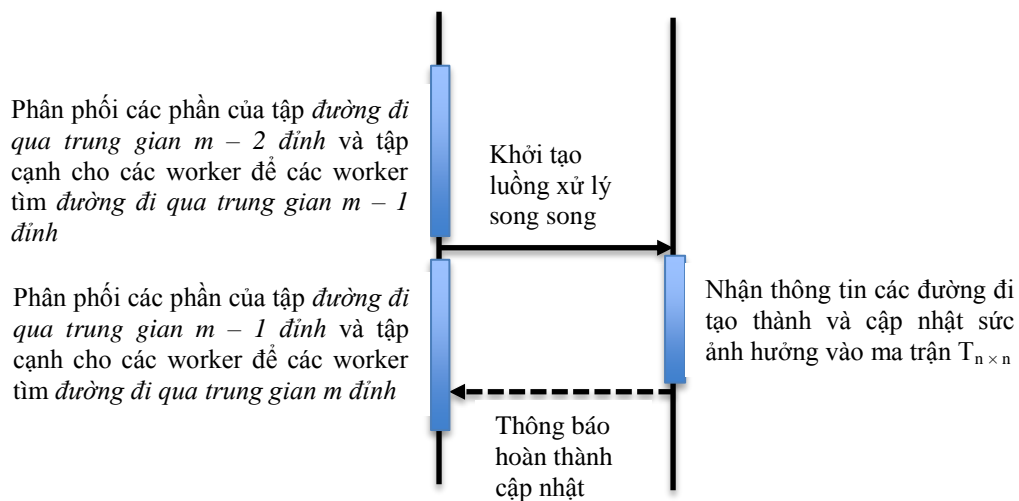 Phân phối các phần của tập đường đi
qua trung gian m – 2 đỉnh và tập
cạnh cho các worker để các worker
tìm đường đi qua trung gian m – 1
đỉnh
Khởi tạo
luồng xử lý
song song
Phân phối các phần của tập đường đi
qua trung gian m – 1 đỉnh và tập
cạnh cho các worker để các worker
tìm đường đi qua trung gian m đỉnh
Nhận thông tin các đường đi
tạo thành và cập nhật sức
ảnh hưởng vào ma trận Tn × n
Thông báo
hoàn thành
cập nhật